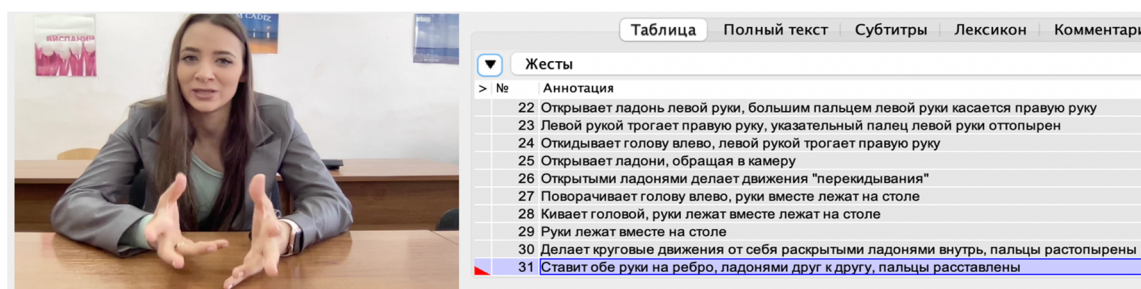 ВИСПАНИИ
CADIZ
Таблица Полный текст Субтитры Лексикон Комментари
▼ Жесты
> № Аннотация
22 Открывает ладонь левой руки, большим пальцем левой руки касается правую руку
23 Левой рукой трогает правую руку, указательный палец левой руки оттопырен
24 Откидывает голову влево, левой рукой трогает правую руку
25 Открывает ладони, обращая в камеру
26 Открытыми ладонями делает движения "перекидывания"
27 Поворачивает голову влево, руки вместе лежат на столе
28 Кивает головой, руки лежат вместе лежат на столе
29 Руки лежат вместе на столе
30 Делает круговые движения от себя раскрытыми ладонями внутрь, пальцы растопырены
31 Ставит обе руки на ребро, ладонями друг к другу, пальцы расставлены